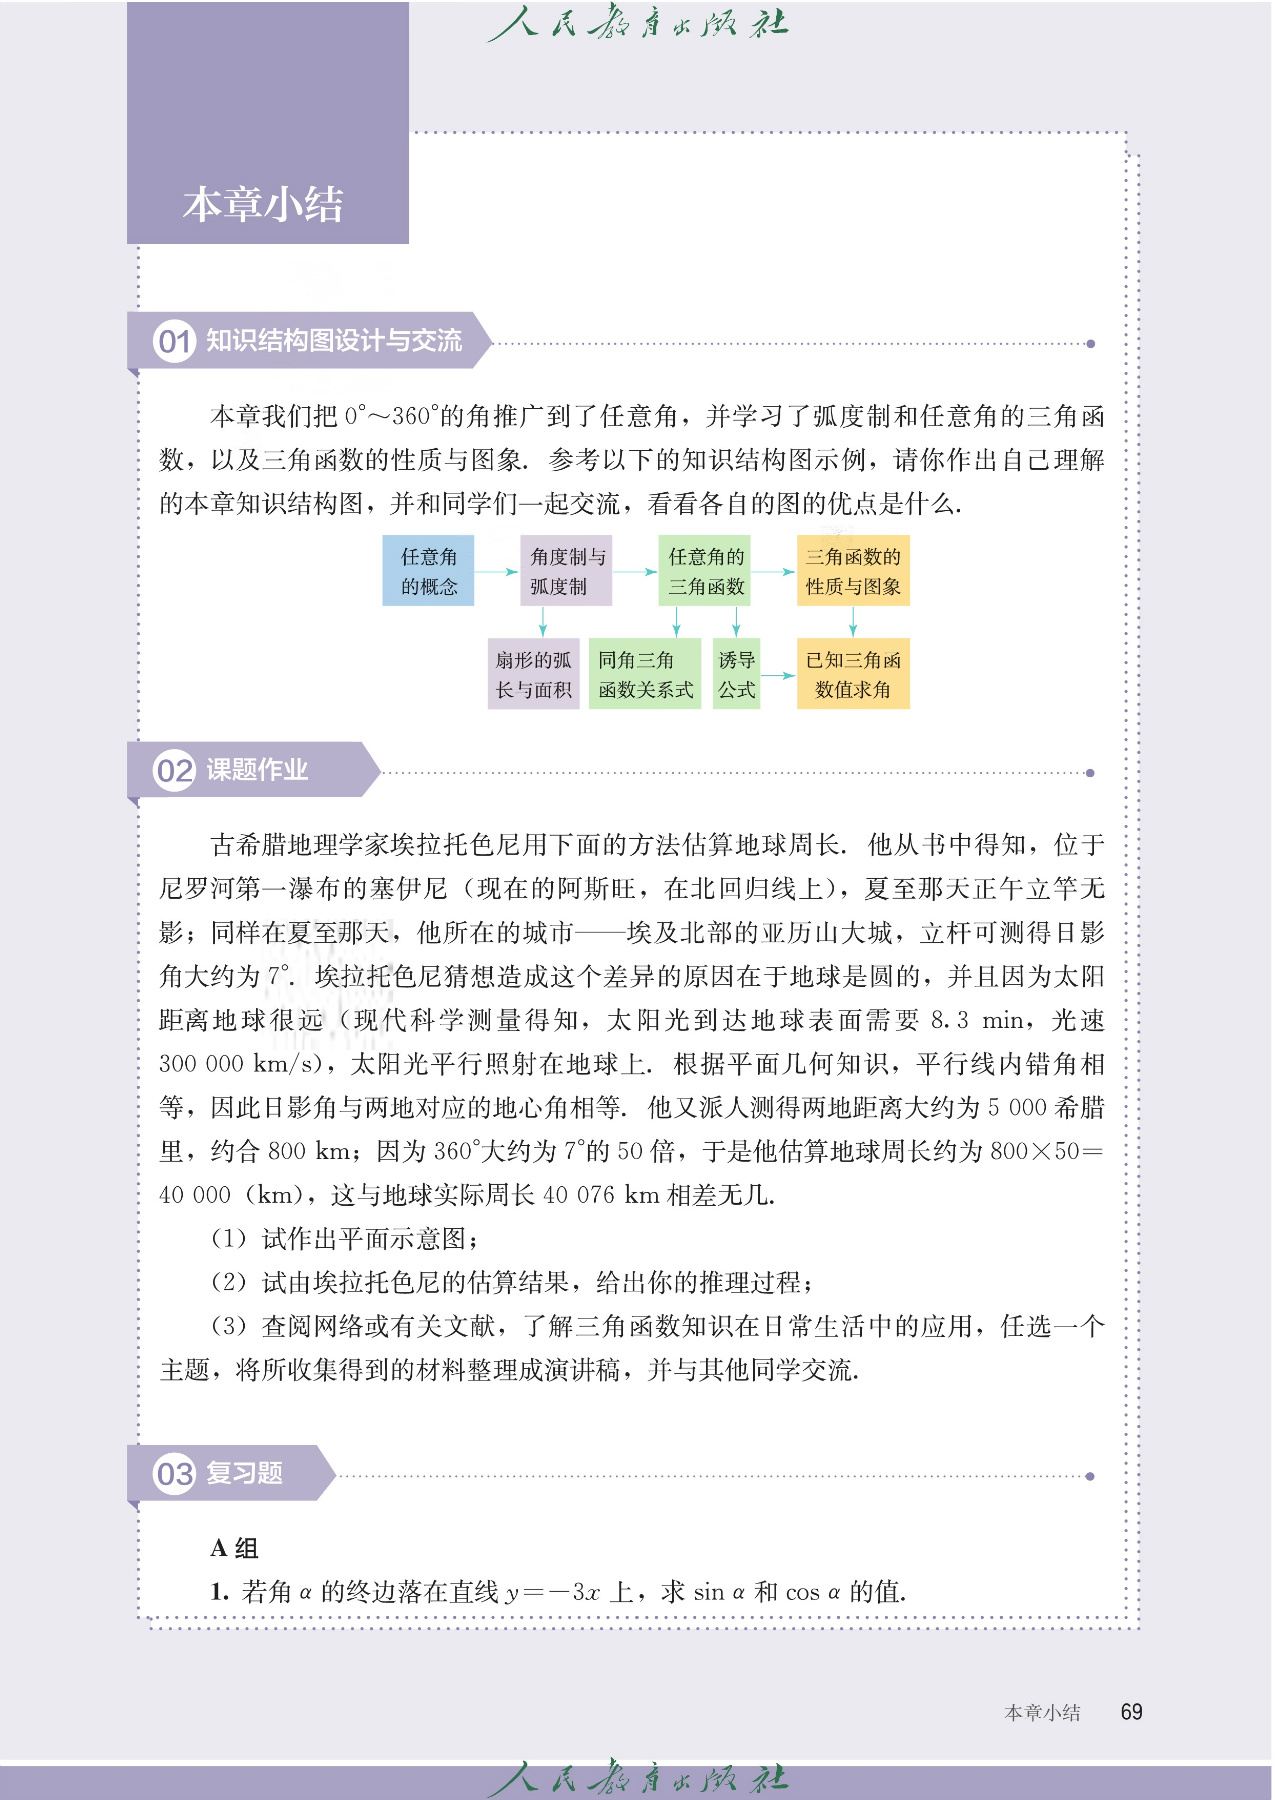 人民教育出版社
本章小结
01 知识结构图设计与交流
本章我们把 0°～360°的角推广到了任意角，并学习了弧度制和任意角的三角函
数，以及三角函数的性质与图象. 参考以下的知识结构图示例，请你作出自己理解
的本章知识结构图，并和同学们一起交流，看看各自的图的优点是什么.
任意角
的概念
角度制与
弧度制
任意角的
三角函数
三角函数的
性质与图象
扇形的弧
长与面积
同角三角
函数关系式
诱导
公式
已知三角函
数值求角
02 课题作业
古希腊地理学家埃拉托色尼用下面的方法估算地球周长. 他从书中得知，位于
尼罗河第一瀑布的塞伊尼（现在的阿斯旺，在北回归线上），夏至那天正午立竿无
影；同样在夏至那天，他所在的城市——埃及北部的亚历山大城，立杆可测得日影
角大约为 7°. 埃拉托色尼猜想造成这个差异的原因在于地球是圆的，并且因为太阳
距离地球很远（现代科学测量得知，太阳光到达地球表面需要 8.3 min，光速
300 000 km/s），太阳光平行照射在地球上. 根据平面几何知识，平行线内错角相
等，因此日影角与两地对应的地心角相等. 他又派人测得两地距离大约为 5 000 希腊
里，约合 800 km；因为 360°大约为 7°的 50 倍，于是他估算地球周长约为 800×50=
40 000（km），这与地球实际周长 40 076 km 相差无几.
（1）试作出平面示意图；
（2）试由埃拉托色尼的估算结果，给出你的推理过程；
（3）查阅网络或有关文献，了解三角函数知识在日常生活中的应用，任选一个
主题，将所收集得到的材料整理成演讲稿，并与其他同学交流.
03 复习题
A 组
1. 若角 α 的终边落在直线 y=-3x 上，求 sin α 和 cos α 的值.
本章小结 69
人民教育出版社